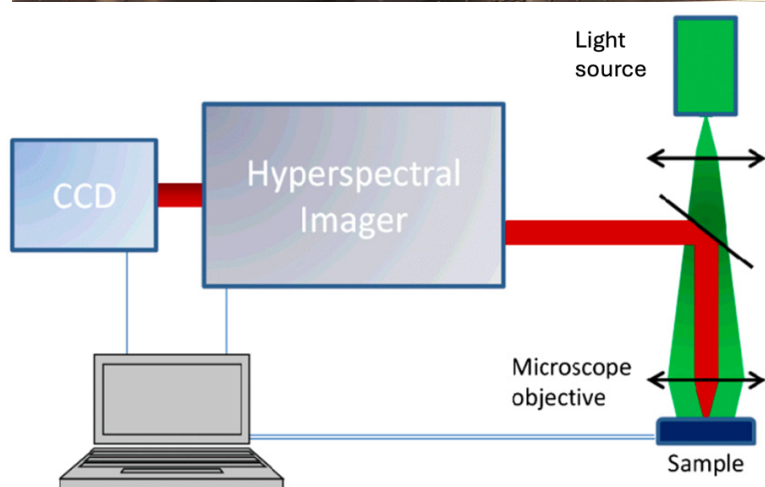 Light
source
Hyperspectral
Imager
CCD
Microscope
objective
Sample